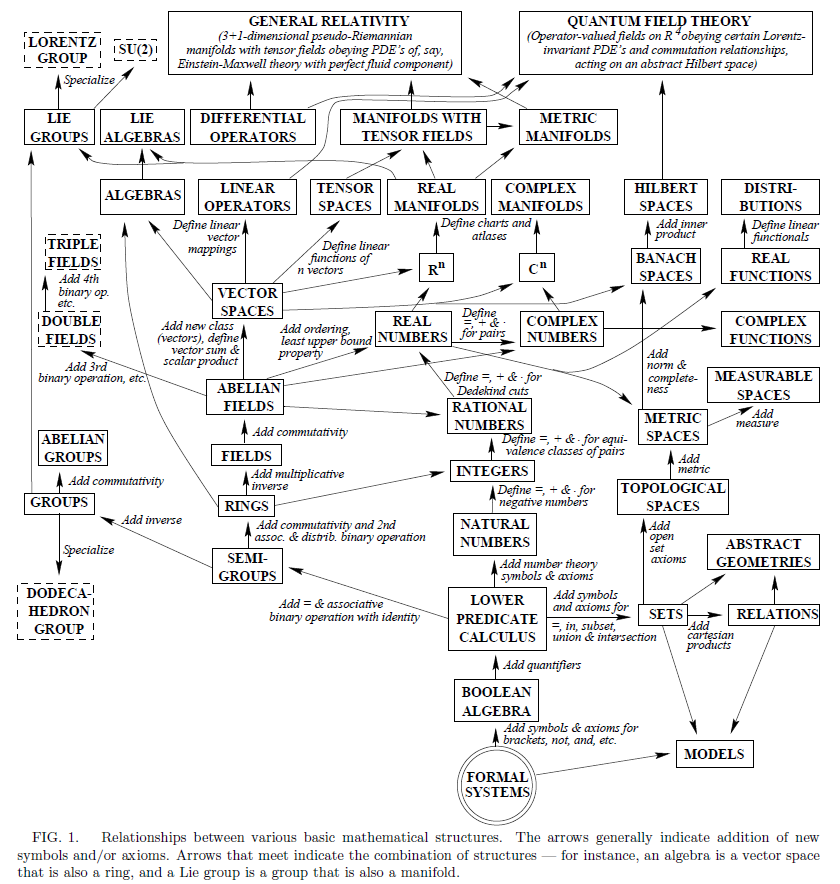 GENERAL RELATIVITY
(3+1-dimensional pseudo-Riemannian
manifolds with tensor fields obeying PDE's of, say,
Einstein-Maxwell theory with perfect fluid component)
QUANTUM FIELD THEORY
(Operator-valued fields on R 4 obeying certain Lorentz-
invariant PDE's and commutation relationships,
acting on an abstract Hilbert space)
LORENTZ
GROUP
SU(2)
Specialize
LIE
GROUPS
LIE
ALGEBRAS
DIFFERENTIAL
OPERATORS
MANIFOLDS WITH
TENSOR FIELDS
METRIC
MANIFOLDS
ALGEBRAS
LINEAR
OPERATORS
TENSOR
SPACES
REAL
MANIFOLDS
COMPLEX
MANIFOLDS
HILBERT
SPACES
DISTRI-
BUTIONS
Define linear
vector
mappings
Define linear
functions of
n vectors
Define charts and
atlases
Add inner
product
Define linear
functionals
TRIPLE
FIELDS
Add 4th
binary op.
etc.
DOUBLE
FIELDS
VECTOR
SPACES
Rn
Cn
BANACH
SPACES
REAL
FUNCTIONS
Add new class
(vectors), define
vector sum &
scalar product
Add ordering,
least upper bound
property
REAL
NUMBERS
Define
=, + & ·
for pairs
COMPLEX
NUMBERS
COMPLEX
FUNCTIONS
Add 3rd
binary operation, etc.
ABELIAN
FIELDS
Define =, + & · for
Dedekind cuts
Add
norm &
complete-
ness
MEASURABLE
SPACES
RATIONAL
NUMBERS
METRIC
SPACES
Add
measure
ABELIAN
GROUPS
Add commutativity
FIELDS
Define =, + & · for equi-
valence classes of pairs
Add commutativity
Add multiplicative
inverse
INTEGERS
Add
metric
GROUPS
RINGS
Define =, + & · for
negative numbers
TOPOLOGICAL
SPACES
Add inverse
Add commutativity and 2nd
assoc. & distrib. binary operation
NATURAL
NUMBERS
Add
open
set
axioms
Specialize
SEMI-
GROUPS
Add number theory
symbols & axioms
ABSTRACT
GEOMETRIES
DODECA-
HEDRON
GROUP
Add = & associative
binary operation with identity
LOWER
PREDICATE
CALCULUS
Add symbols
and axioms for
=, in, subset,
union & intersection
SETS
Add
cartesian
products
RELATIONS
Add quantifiers
BOOLEAN
ALGEBRA
Add symbols & axioms for
brackets, not, and, etc.
MODELS
FORMAL
SYSTEMS
FIG. 1. Relationships between various basic mathematical structures. The arrows generally indicate addition of new
symbols and/or axioms. Arrows that meet indicate the combination of structures — for instance, an algebra is a vector space
that is also a ring, and a Lie group is a group that is also a manifold.